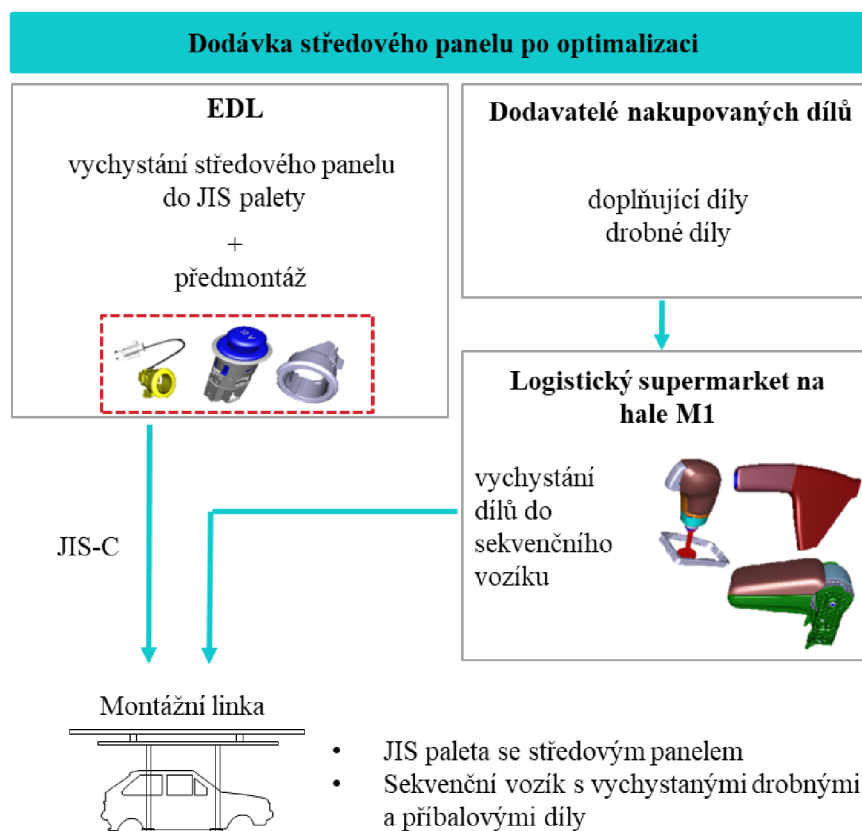 Dodávka středového panelu po optimalizaci
EDL
vychystání středového panelu
do JIS palety
+
předmontáž
12V
Dodavatelé nakupovaných dílů
doplňující díly
drobné díly
Logistický supermarket na
hale M1
vychystání
dílů do
sekvenčního
vozíku
JIS-C
Montážní linka
• JIS paleta se středovým panelem
• Sekvenční vozík s vychystanými drobnými
a příbalovými díly